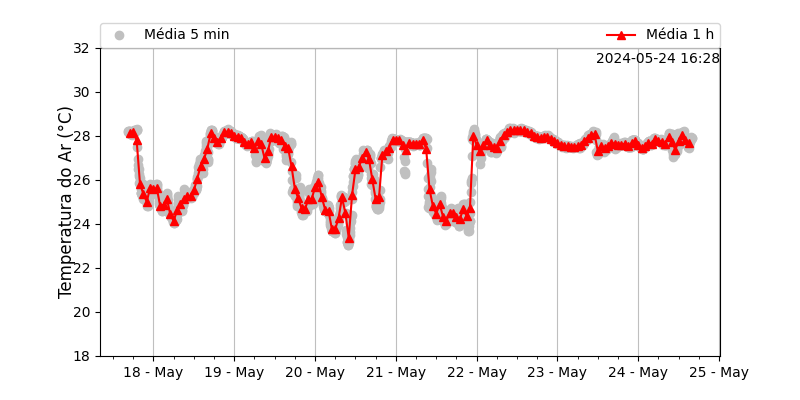 Média 5 min
Média 1 h
2024-05-24 16:28
Temperatura do Ar (°C)
32
30
28
26
24
22
20
18
18 - May
19 - May
20 - May
21 - May
22 - May
23 - May
24 - May
25 - May